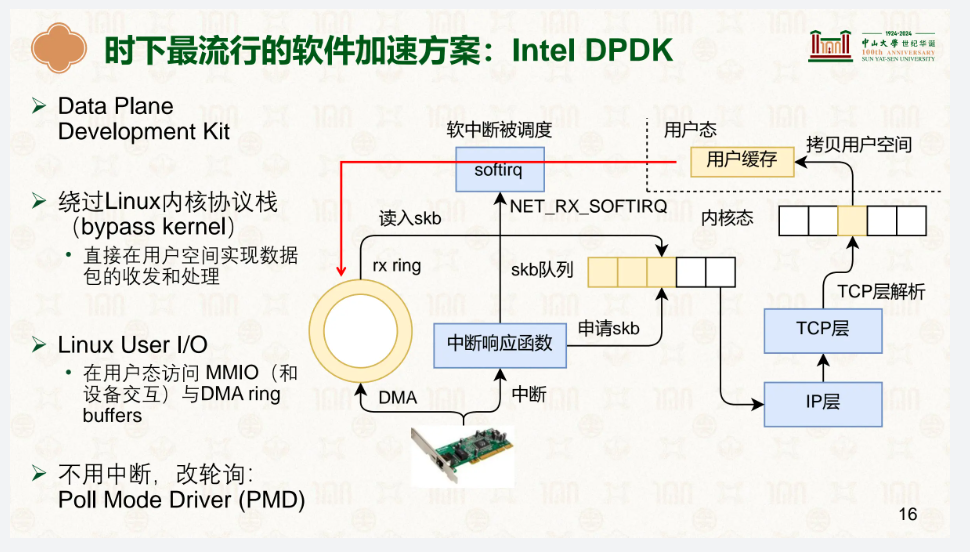 时下最流行的软件加速方案：Intel DPDK
1924-2024
中山大学 世纪华诞
100th ANNIVERSARY
SUN YAT-SEN UNIVERSITY
Data Plane
Development Kit
绕过Linux内核协议栈
（bypass kernel）
直接在用户空间实现数据
包的收发和处理
Linux User I/O
在用户态访问 MMIO（和
设备交互）与DMA ring
buffers
不用中断，改轮询：
Poll Mode Driver (PMD)
软中断被调度
softirq
用户态
用户缓存
拷贝用户空间
NET_RX_SOFTIRQ
内核态
读入skb
rx ring
skb队列
TCP层解析
申请skb
中断响应函数
TCP层
DMA
中断
IP层
16